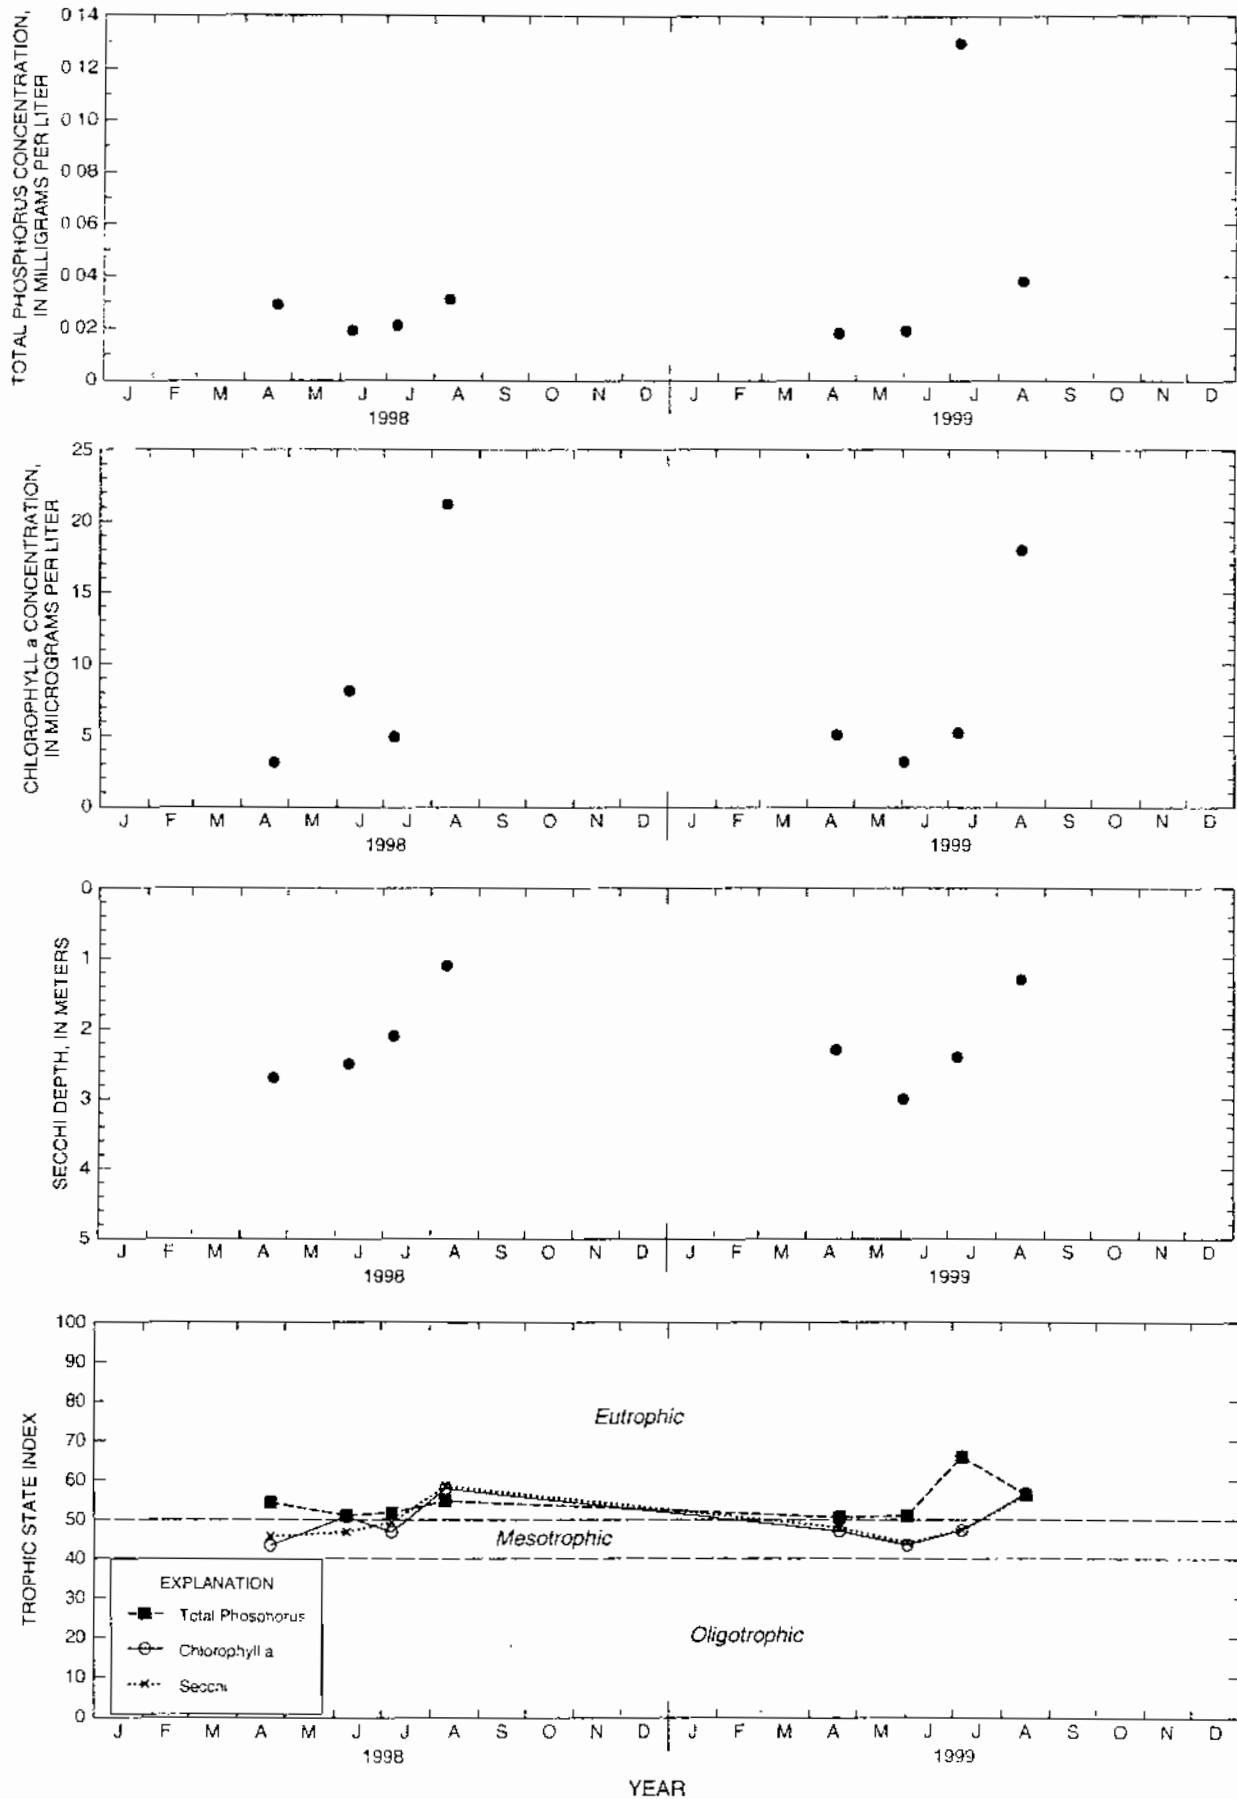 TOTAL PHOSPHORUS CONCENTRATION,
IN MILLIGRAMS PER LITER
0 14
0 12
0 10
0 08
0 06
0 04
0 02
0
J F M A M J J A S O N D J F M A M J J A S O N D
1998 1999
CHLOROPHYLL a CONCENTRATION,
IN MICROGRAMS PER LITER
25
20
15
10
5
0
J F M A M J J A S O N D J F M A M J J A S O N D
1998 1999
SECCHI DEPTH, IN METERS
0
1
2
3
4
5
J F M A M J J A S O N D J F M A M J J A S O N D
1998 1999
TROPHIC STATE INDEX
100
90
80
70
60
50
40
30
20
10
0
Eutrophic
Mesotrophic
Oligotrophic
EXPLANATION
Total Phosphorus
Chlorophyll a
Secchi
J F M A M J J A S O N D J F M A M J J A S O N D
1998 1999
YEAR